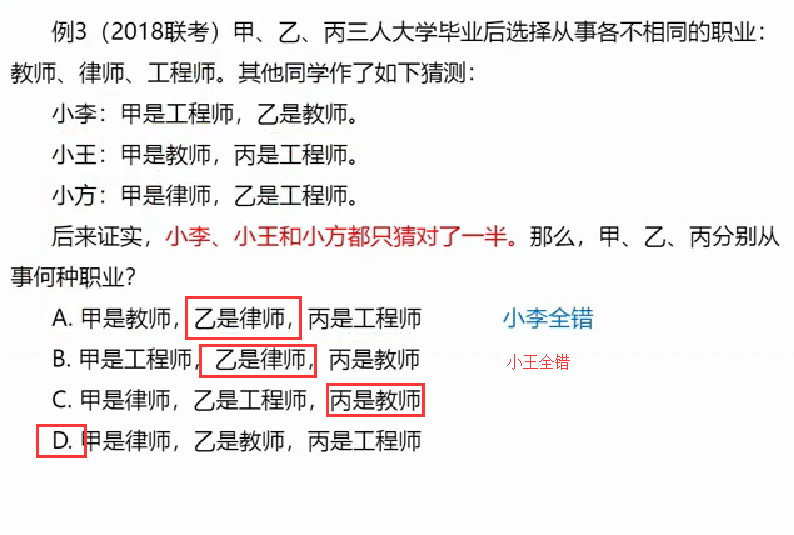 例3（2018联考）甲、乙、丙三人大学毕业后选择从事各不相同的职业：
教师、律师、工程师。其他同学作了如下猜测：
小李：甲是工程师，乙是教师。
小王：甲是教师，丙是工程师。
小方：甲是律师，乙是工程师。
后来证实，小李、小王和小方都只猜对了一半。那么，甲、乙、丙分别从
事何种职业？
A. 甲是教师，乙是律师，丙是工程师 小李全错
B. 甲是工程师，乙是律师，丙是教师 小王全错
C. 甲是律师，乙是工程师，丙是教师
D. 甲是律师，乙是教师，丙是工程师